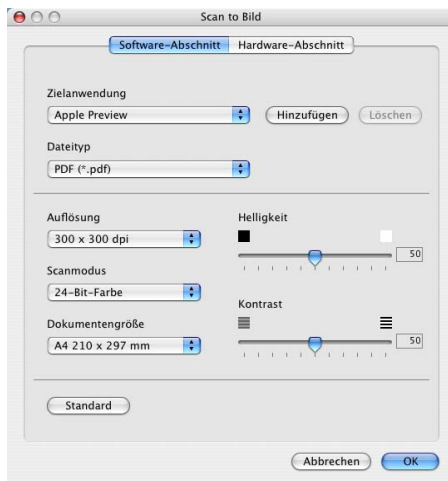 Scan to Bild
Software-Abschnitt Hardware-Abschnitt
Zielanwendung
Apple Preview Hinzufügen Löschen
Dateityp
PDF (*.pdf)
Auflösung Helligkeit
300 x 300 dpi 50
Scanmodus
24-Bit-Farbe Kontrast
Dokumentengröße
A4 210 x 297 mm 50
Standard
Abbrechen OK